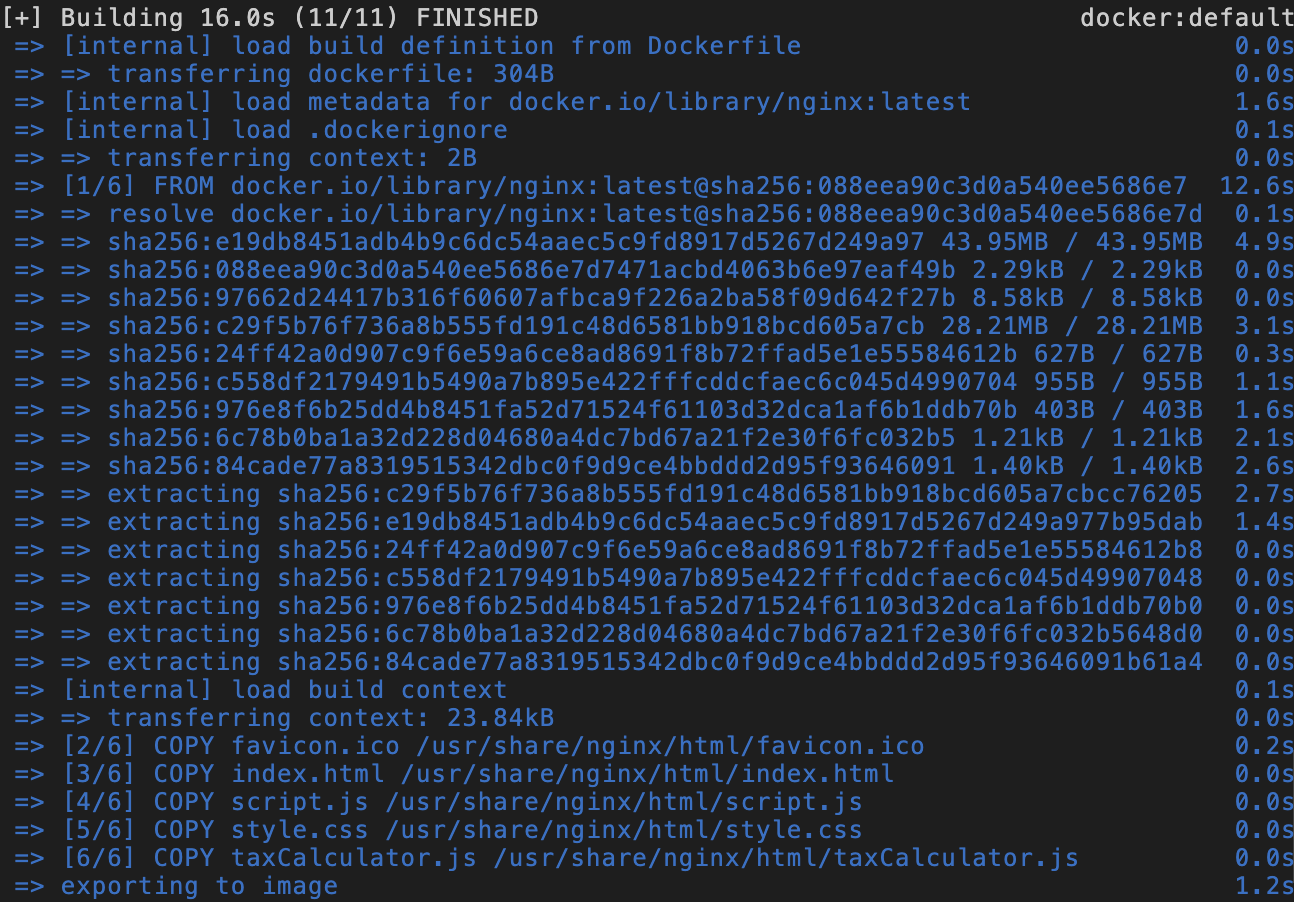 [+] Building 16.0s (11/11) FINISHED docker:default
=> [internal] load build definition from Dockerfile 0.0s
=> => transferring dockerfile: 304B 0.0s
=> [internal] load metadata for docker.io/library/nginx:latest 1.6s
=> [internal] load .dockerignore 0.1s
=> => transferring context: 2B 0.0s
=> [1/6] FROM docker.io/library/nginx:latest@sha256:088eea90c3d0a540ee5686e7 12.6s
=> => resolve docker.io/library/nginx:latest@sha256:088eea90c3d0a540ee5686e7d 0.1s
=> => sha256:e19db8451adb4b9c6dc54aaec5c9fd8917d5267d249a97 43.95MB / 43.95MB 4.9s
=> => sha256:088eea90c3d0a540ee5686e7d7471acbd4063b6e97eaf49b 2.29kB / 2.29kB 0.0s
=> => sha256:97662d24417b316f60607afbca9f226a2ba58f09d642f27b 8.58kB / 8.58kB 0.0s
=> => sha256:c29f5b76f736a8b555fd191c48d6581bb918bcd605a7cb 28.21MB / 28.21MB 3.1s
=> => sha256:24ff42a0d907c9f6e59a6ce8ad8691f8b72ffad5e1e55584612b 627B / 627B 0.3s
=> => sha256:c558df2179491b5490a7b895e422fffcddcfaec6c045d4990704 955B / 955B 1.1s
=> => sha256:976e8f6b25dd4b8451fa52d71524f61103d32dca1af6b1ddb70b 403B / 403B 1.6s
=> => sha256:6c78b0ba1a32d228d04680a4dc7bd67a21f2e30f6fc032b5 1.21kB / 1.21kB 2.1s
=> => sha256:84cade77a8319515342dbc0f9d9ce4bbddd2d95f93646091 1.40kB / 1.40kB 2.6s
=> => extracting sha256:c29f5b76f736a8b555fd191c48d6581bb918bcd605a7cbcc76205 2.7s
=> => extracting sha256:e19db8451adb4b9c6dc54aaec5c9fd8917d5267d249a977b95dab 1.4s
=> => extracting sha256:24ff42a0d907c9f6e59a6ce8ad8691f8b72ffad5e1e55584612b8 0.0s
=> => extracting sha256:c558df2179491b5490a7b895e422fffcddcfaec6c045d49907048 0.0s
=> => extracting sha256:976e8f6b25dd4b8451fa52d71524f61103d32dca1af6b1ddb70b0 0.0s
=> => extracting sha256:6c78b0ba1a32d228d04680a4dc7bd67a21f2e30f6fc032b5648d0 0.0s
=> => extracting sha256:84cade77a8319515342dbc0f9d9ce4bbddd2d95f93646091b61a4 0.0s
=> [internal] load build context 0.1s
=> => transferring context: 23.84kB 0.0s
=> [2/6] COPY favicon.ico /usr/share/nginx/html/favicon.ico 0.2s
=> [3/6] COPY index.html /usr/share/nginx/html/index.html 0.0s
=> [4/6] COPY script.js /usr/share/nginx/html/script.js 0.0s
=> [5/6] COPY style.css /usr/share/nginx/html/style.css 0.0s
=> [6/6] COPY taxCalculator.js /usr/share/nginx/html/taxCalculator.js 0.0s
=> exporting to image 1.2s